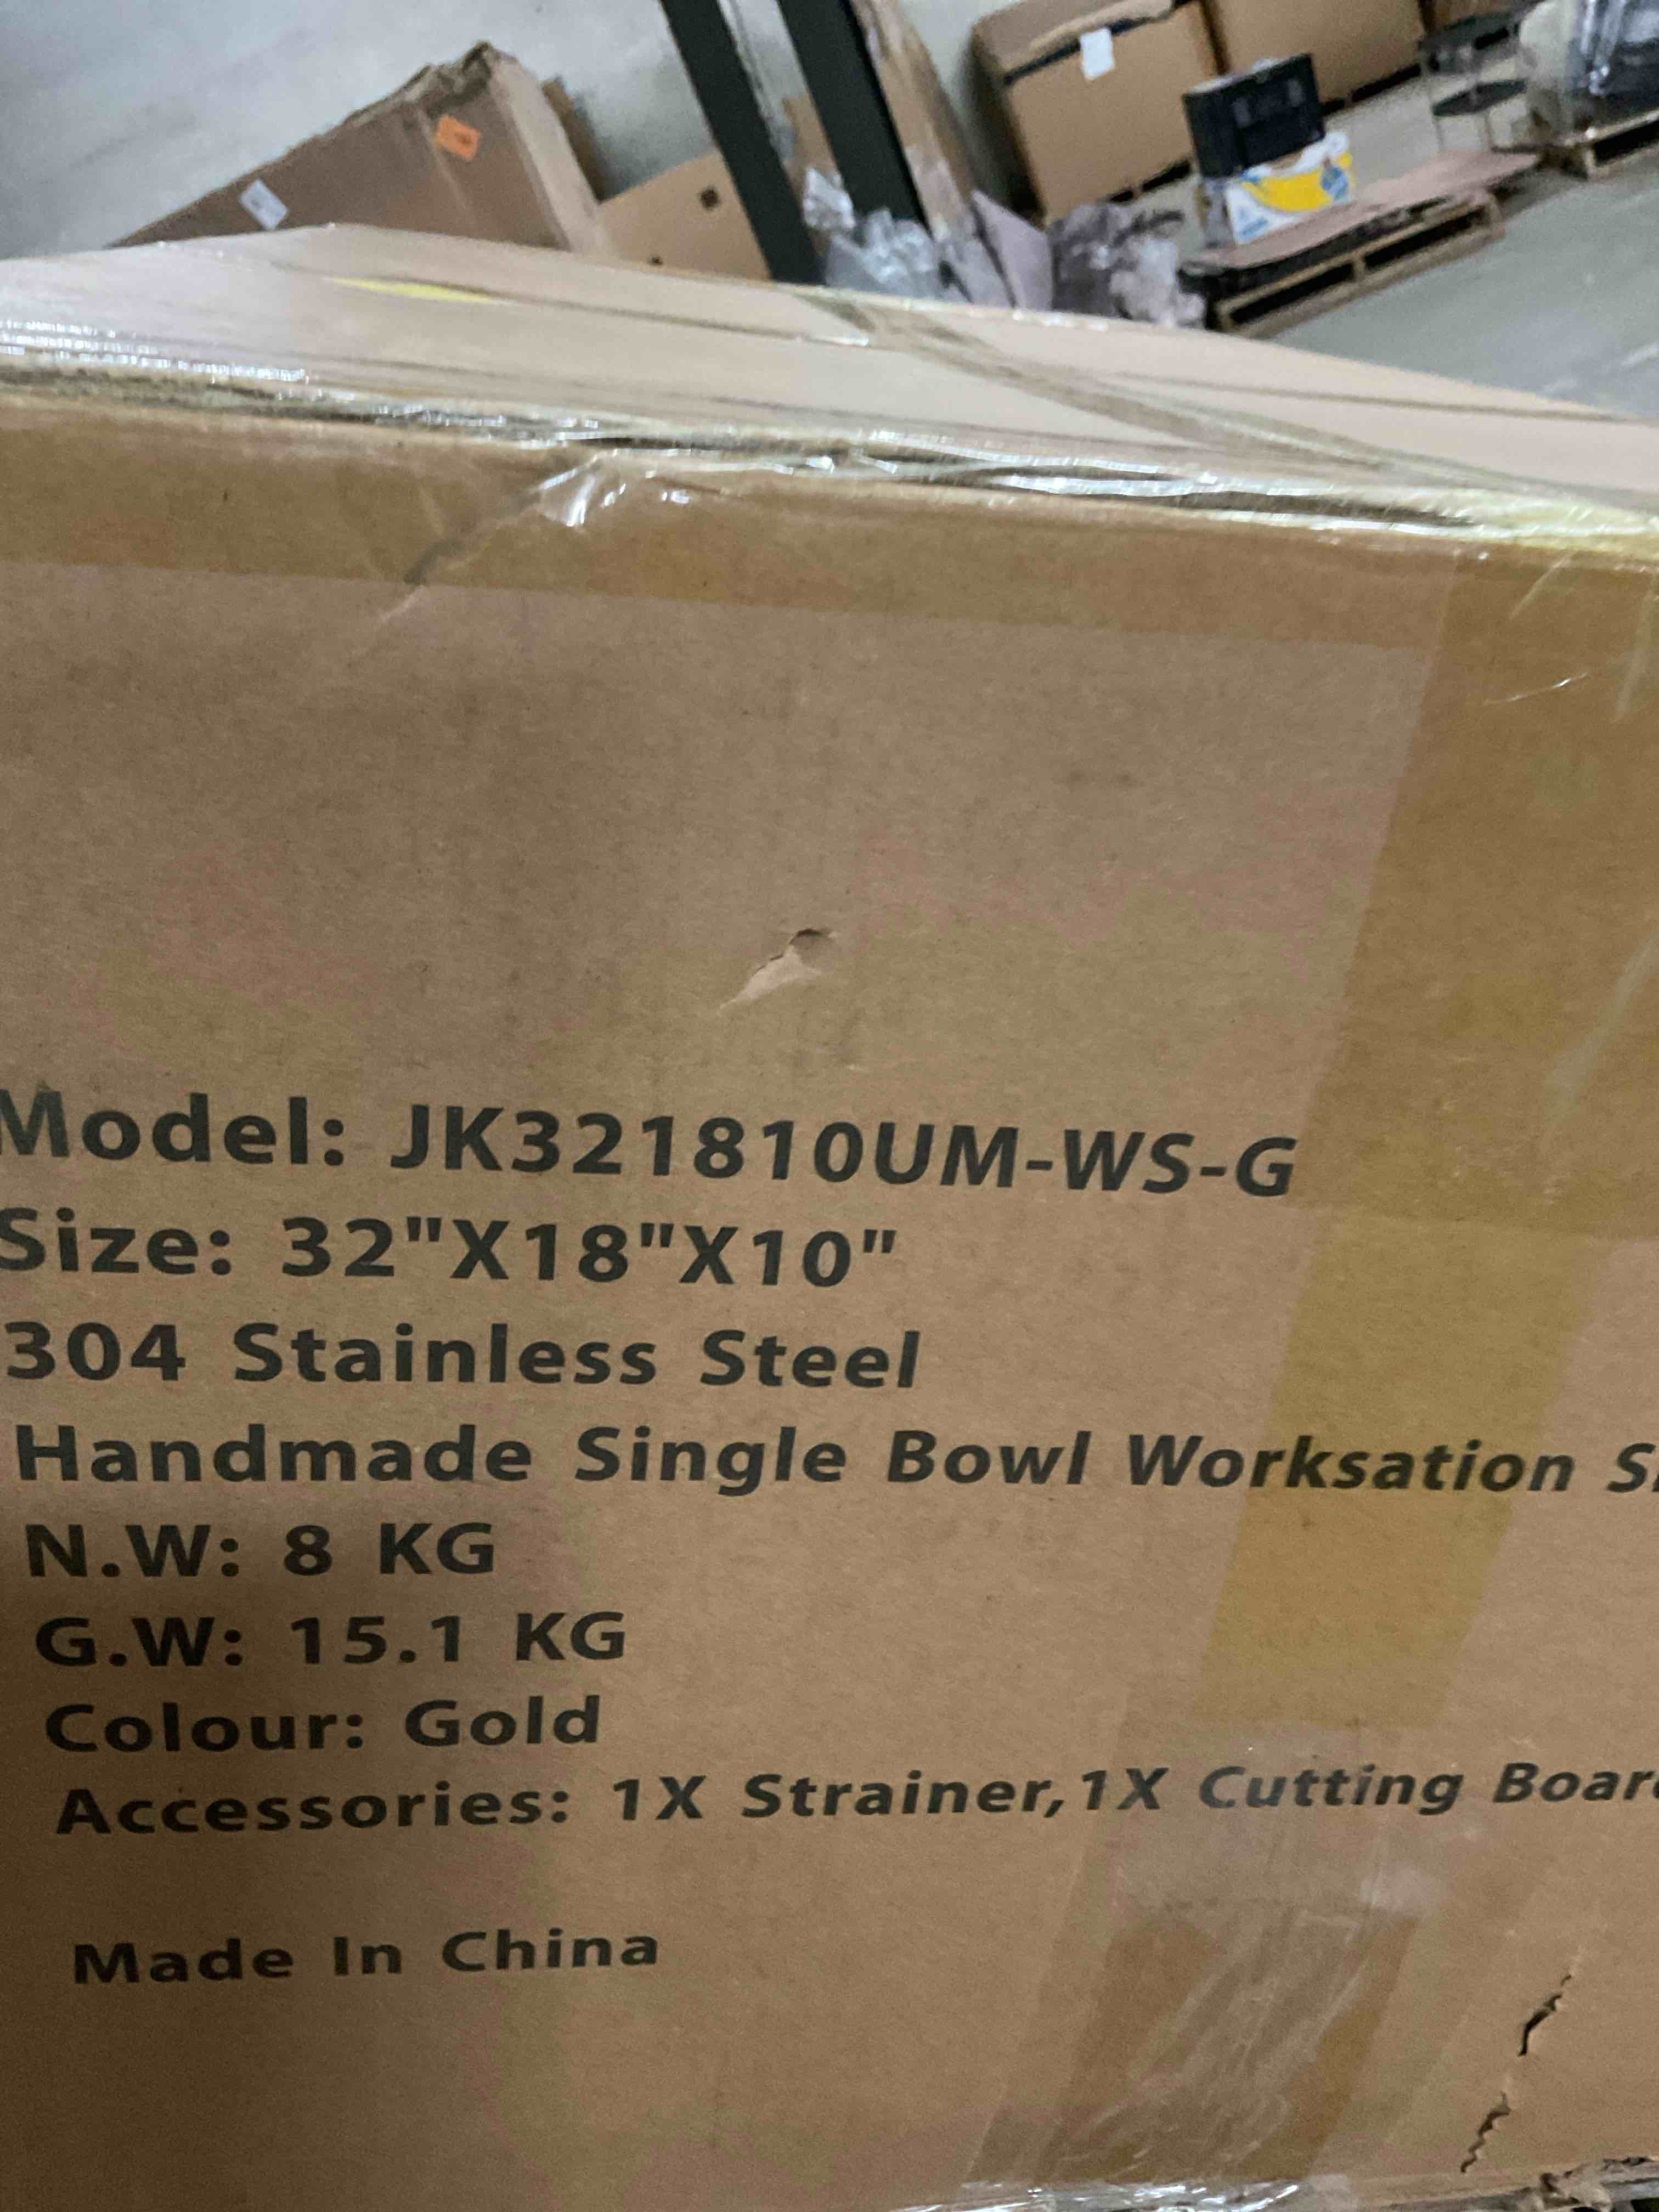 Model: JK321810UM-WS-G
Size: 32"X18"X10"
304 Stainless Steel
Handmade Single Bowl Worksation
N.W: 8 KG
G.W: 15.1 KG
Colour: Gold
Accessories: 1X Strainer,1X Cutting Board
Made In China